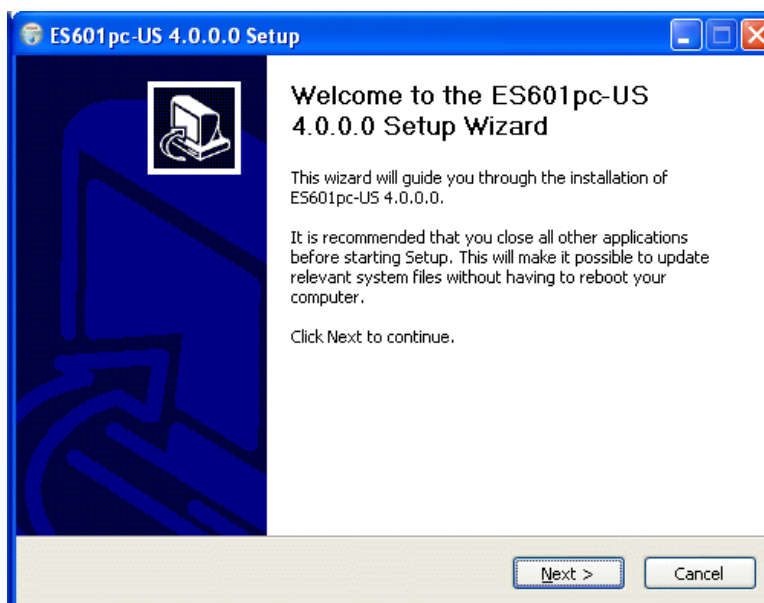 ES601pc-US 4.0.0.0 Setup
Welcome to the ES601pc-US
4.0.0.0 Setup Wizard
This wizard will guide you through the installation of
ES601pc-US 4.0.0.0.
It is recommended that you close all other applications
before starting Setup. This will make it possible to update
relevant system files without having to reboot your
computer.
Click Next to continue.
Next >
Cancel